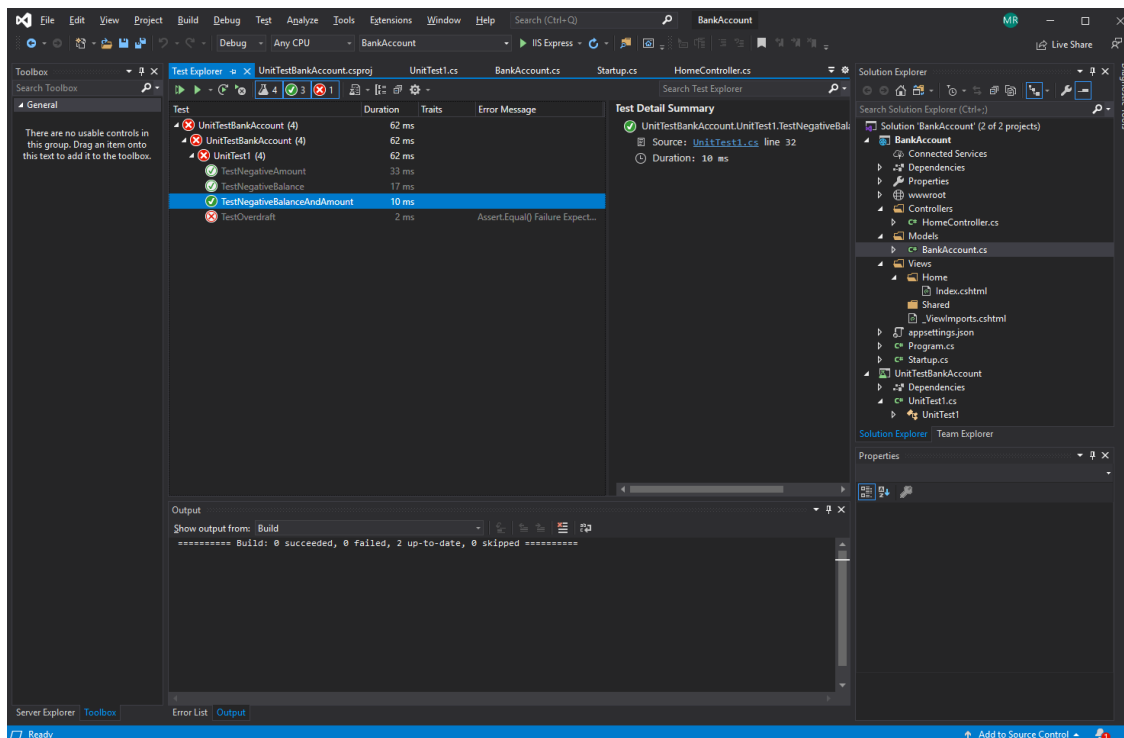 File Edit View Project Build Debug Test Analyze Tools Extensions Window Help Search (Ctrl+Q) BankAccount MR
Debug Any CPU BankAccount IIS Express Live Share
Toolbox
Search Toolbox
General
There are no usable controls in
this group. Drag an item onto
this text to add it to the toolbox.
Server Explorer Toolbox
Test Explorer UnitTestBankAccount.csproj UnitTest1.cs BankAccount.cs Startup.cs HomeController.cs
4 3 1 Search Test Explorer
Test Duration Traits Error Message
UnitTestBankAccount (4) 62 ms
UnitTestBankAccount (4) 62 ms
UnitTest1 (4) 62 ms
TestNegativeAmount 33 ms
TestNegativeBalance 17 ms
TestNegativeBalanceAndAmount 10 ms
TestOverdraft 2 ms Assert.Equal() Failure Expect...
Test Detail Summary
UnitTestBankAccount.UnitTest1.TestNegativeBala
Source: UnitTest1.cs line 32
Duration: 10 ms
Output
Show output from: Build
========== Build: 0 succeeded, 0 failed, 2 up-to-date, 0 skipped ==========
Error List Output
Solution Explorer
Search Solution Explorer (Ctrl+;)
Solution 'BankAccount' (2 of 2 projects)
BankAccount
Connected Services
Dependencies
Properties
wwwroot
Controllers
C# HomeController.cs
Models
C# BankAccount.cs
Views
Home
Index.cshtml
Shared
_ViewImports.cshtml
appsettings.json
C# Program.cs
C# Startup.cs
UnitTestBankAccount
Dependencies
C# UnitTest1.cs
UnitTest1
Solution Explorer Team Explorer
Properties
Ready Add to Source Control 1